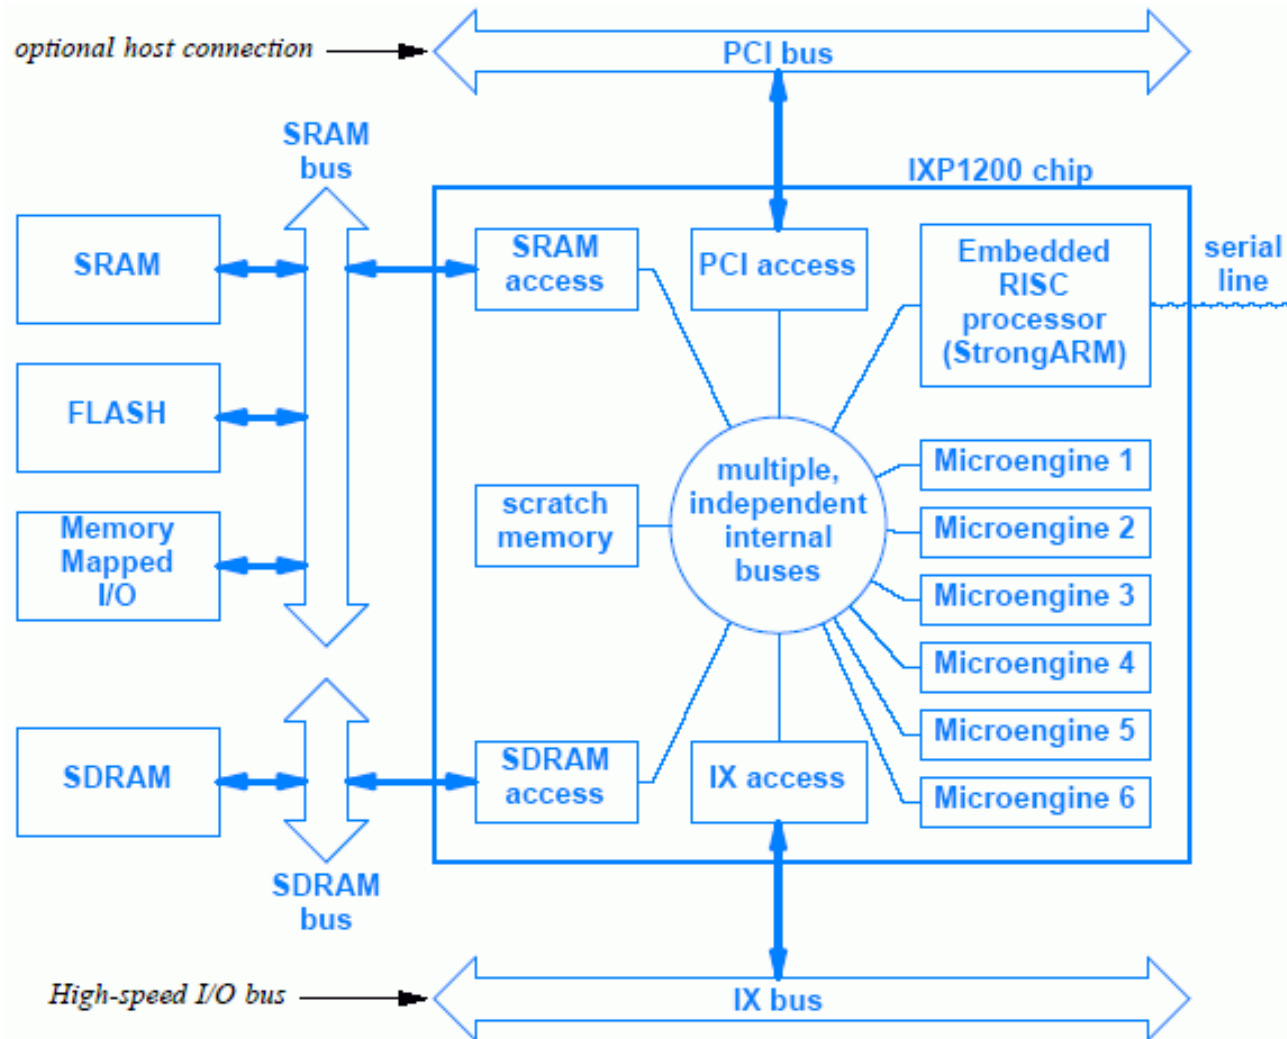 optional host connection
PCI bus
SRAM
bus
IXP1200 chip
SRAM
SRAM
access
PCI access
Embedded
RISC
processor
(StrongARM)
serial
line
FLASH
Memory
Mapped
I/O
scratch
memory
multiple,
independent
internal
buses
Microengine 1
Microengine 2
Microengine 3
Microengine 4
Microengine 5
Microengine 6
SDRAM
SDRAM
access
IX access
SDRAM
bus
High-speed I/O bus
IX bus